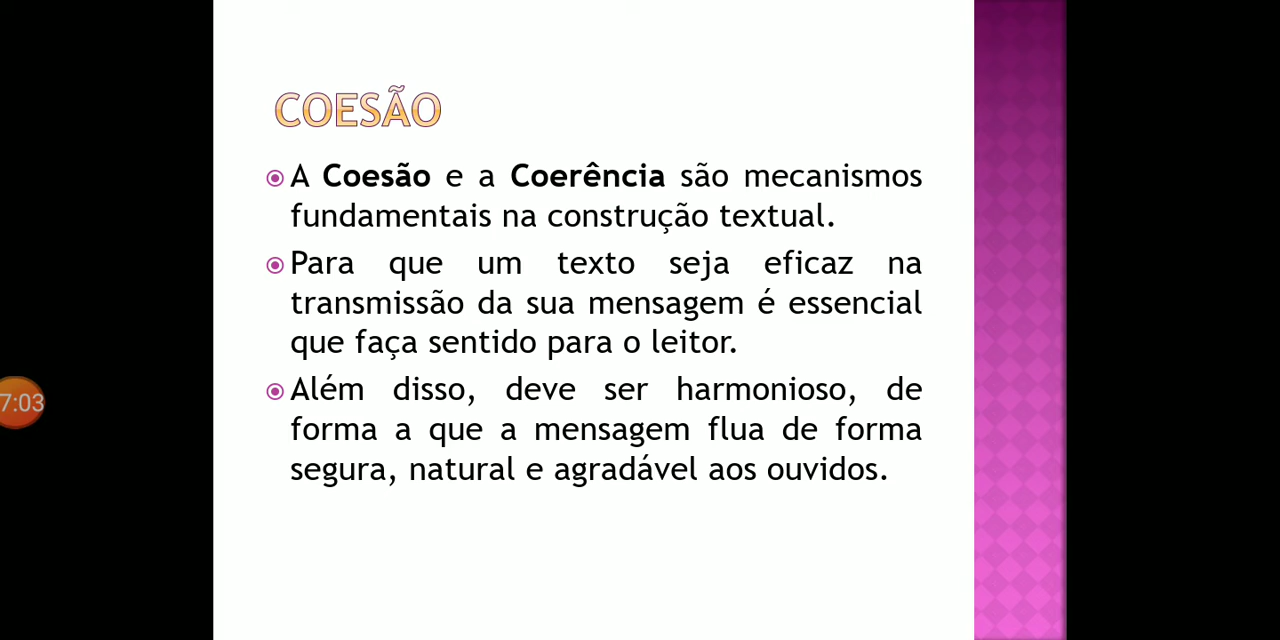 COESÃO
A Coesão e a Coerência são mecanismos
fundamentais na construção textual.
Para que um texto seja eficaz na
transmissão da sua mensagem é essencial
que faça sentido para o leitor.
Além disso, deve ser harmonioso, de
forma a que a mensagem flua de forma
segura, natural e agradável aos ouvidos.
7:03